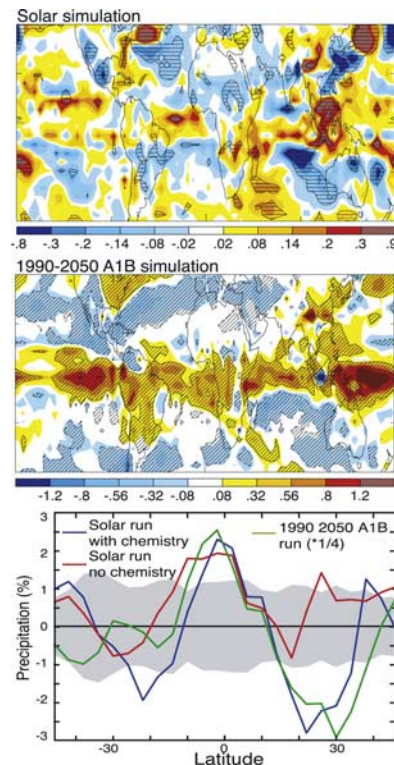 Solar simulation
-.8 -.3 -.2 -.14 -.08 -.02 .02 .08 .14 .2 .3 .9
1990-2050 A1B simulation
-1.2 -.8 -.56 -.32 -.08 .08 .32 .56 .8 1.2
Solar run with chemistry
Solar run no chemistry
1990 2050 A1B run (*1/4)
Precipitation (%)
3
2
1
0
-1
-2
-3
-30 0 30
Latitude